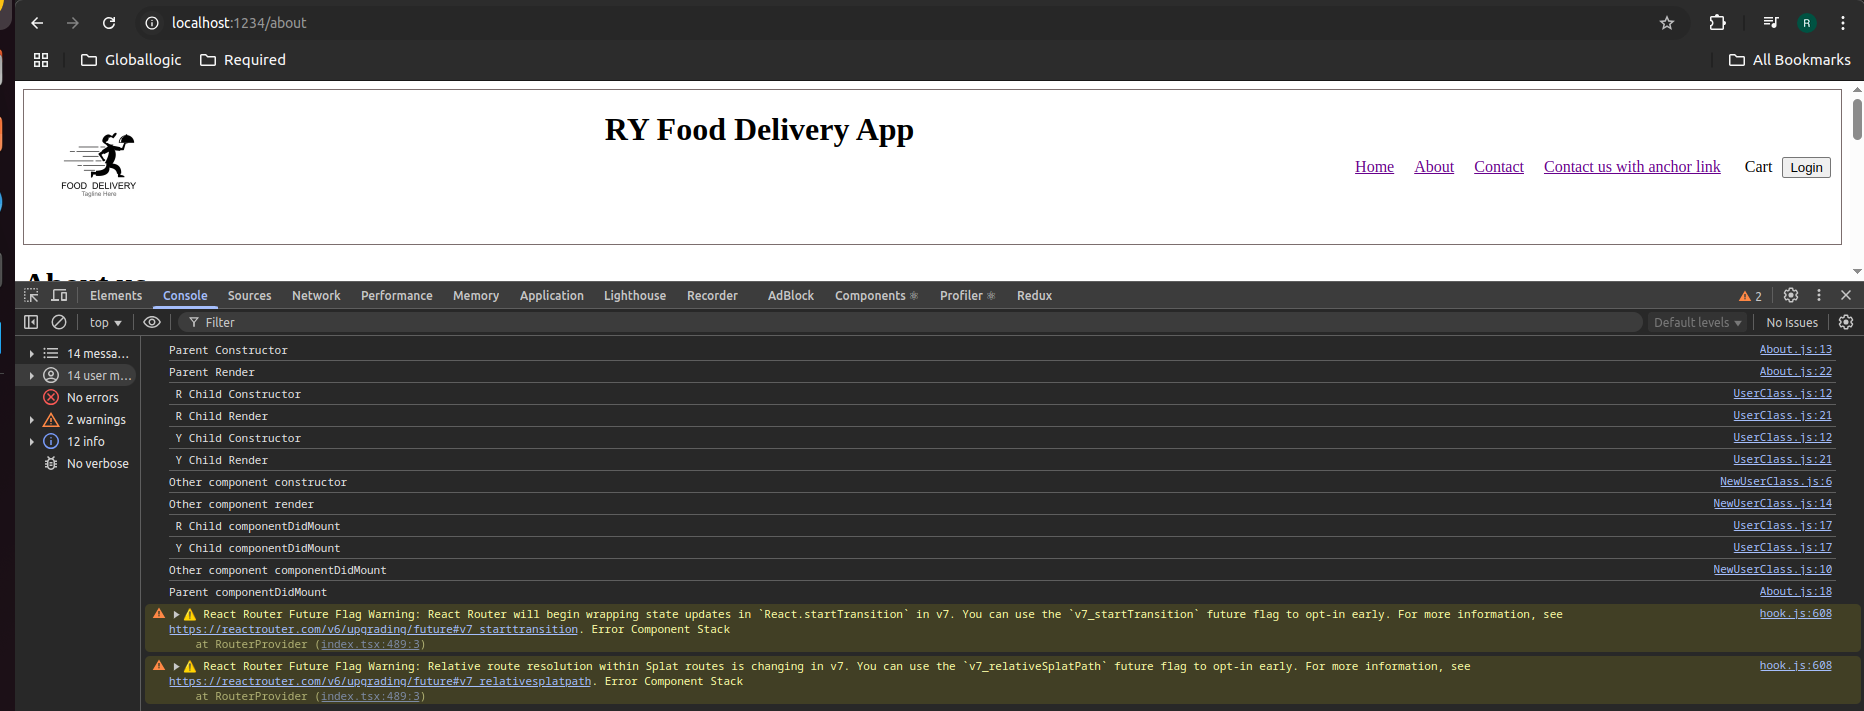 localhost:1234/about
R
Globallogic
Required
All Bookmarks
FOOD DELIVERY
Tagline Here
RY Food Delivery App
Home About Contact Contact us with anchor link Cart Login
About us
Elements Console Sources Network Performance Memory Application Lighthouse Recorder AdBlock Components Profiler Redux 2
top Filter Default levels No Issues
14 messa...
14 user m...
No errors
2 warnings
12 info
No verbose
Parent Constructor About.js:13
Parent Render About.js:22
R Child Constructor UserClass.js:12
R Child Render UserClass.js:21
Y Child Constructor UserClass.js:12
Y Child Render UserClass.js:21
Other component constructor NewUserClass.js:6
Other component render NewUserClass.js:14
R Child componentDidMount UserClass.js:17
Y Child componentDidMount UserClass.js:17
Other component componentDidMount NewUserClass.js:10
Parent componentDidMount About.js:18
React Router Future Flag Warning: React Router will begin wrapping state updates in `React.startTransition` in v7. You can use the `v7_startTransition` future flag to opt-in early. For more information, see hook.js:608
https://reactrouter.com/v6/upgrading/future#v7_starttransition. Error Component Stack
at RouterProvider (index.tsx:489:3)
React Router Future Flag Warning: Relative route resolution within Splat routes is changing in v7. You can use the `v7_relativeSplatPath` future flag to opt-in early. For more information, see hook.js:608
https://reactrouter.com/v6/upgrading/future#v7_relativesplatpath. Error Component Stack
at RouterProvider (index.tsx:489:3)